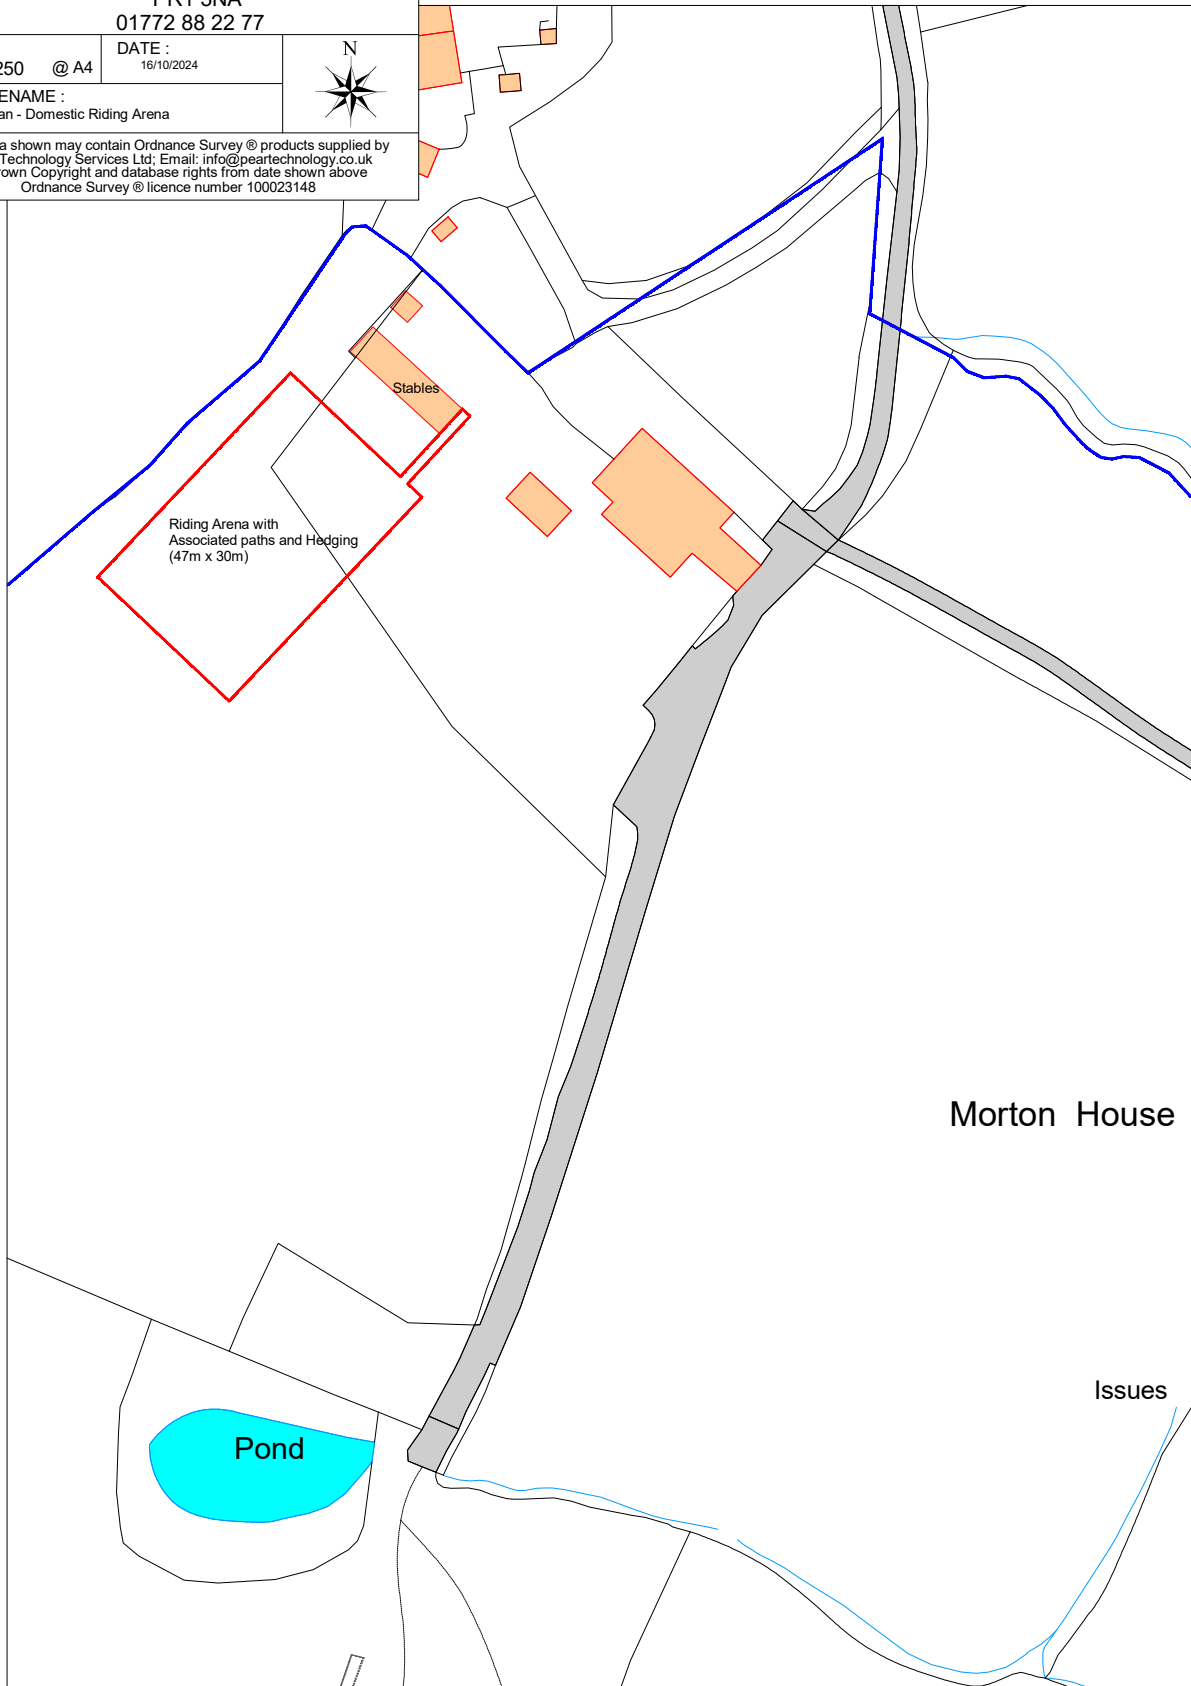 01772 88 22 77
DATE :
16/10/2024
250 @ A4
N
ENAME :
an - Domestic Riding Arena
a shown may contain Ordnance Survey ® products supplied by
Technology Services Ltd; Email: info@peartechnology.co.uk
rown Copyright and database rights from date shown above
Ordnance Survey ® licence number 100023148
Stables
Riding Arena with
Associated paths and Hedging
(47m x 30m)
Morton House
Issues
Pond